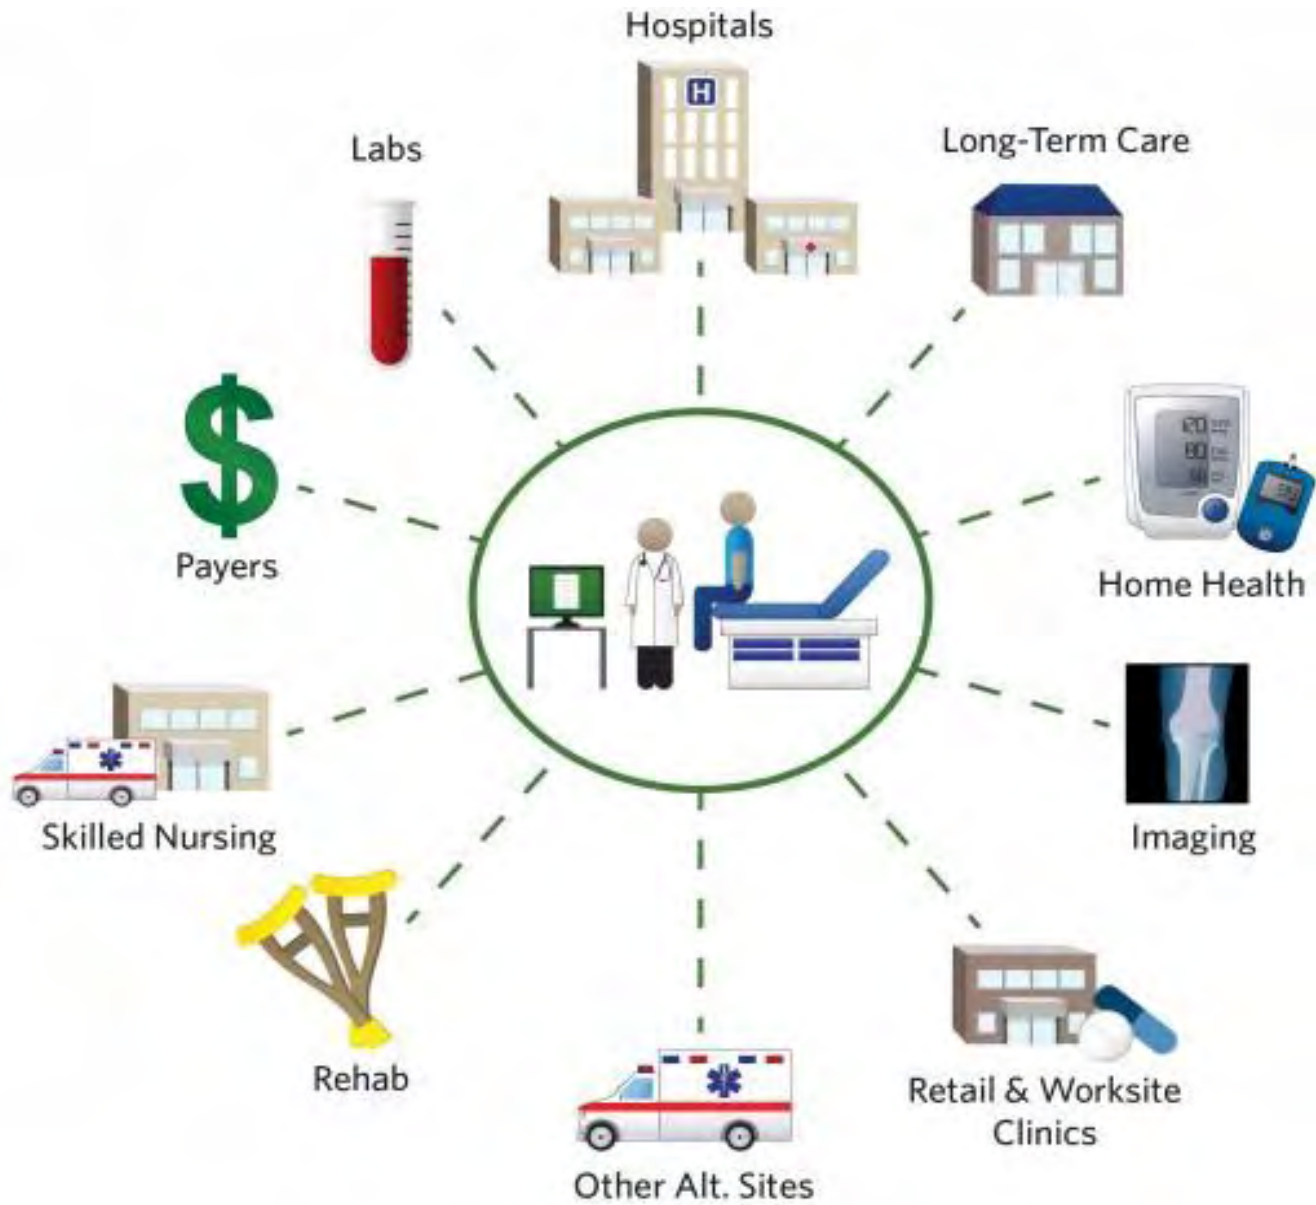 Hospitals
Labs
Long-Term Care
H
Payers
Home Health
120
80
Skilled Nursing
Imaging
Rehab
Retail & Worksite
Clinics
Other Alt. Sites